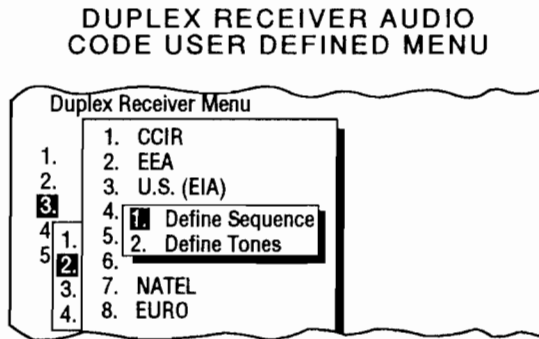 DUPLEX RECEIVER AUDIO
CODE USER DEFINED MENU
Duplex Receiver Menu
1. CCIR
1. 2. EEA
2. 3. U.S. (EIA)
3. 4. 1. Define Sequence
4 1. 5. 2. Define Tones
5 2. 6.
3. 7. NATEL
4. 8. EURO